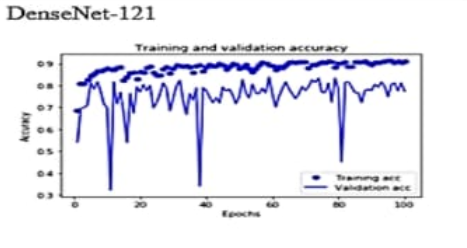 DenseNet-121
Training and validation accuracy
0.9
0.8
0.7
0.6
0.5
0.4
0.3
Accuracy
0 20 40 60 80 100
Epochs
Training acc
Validation acc